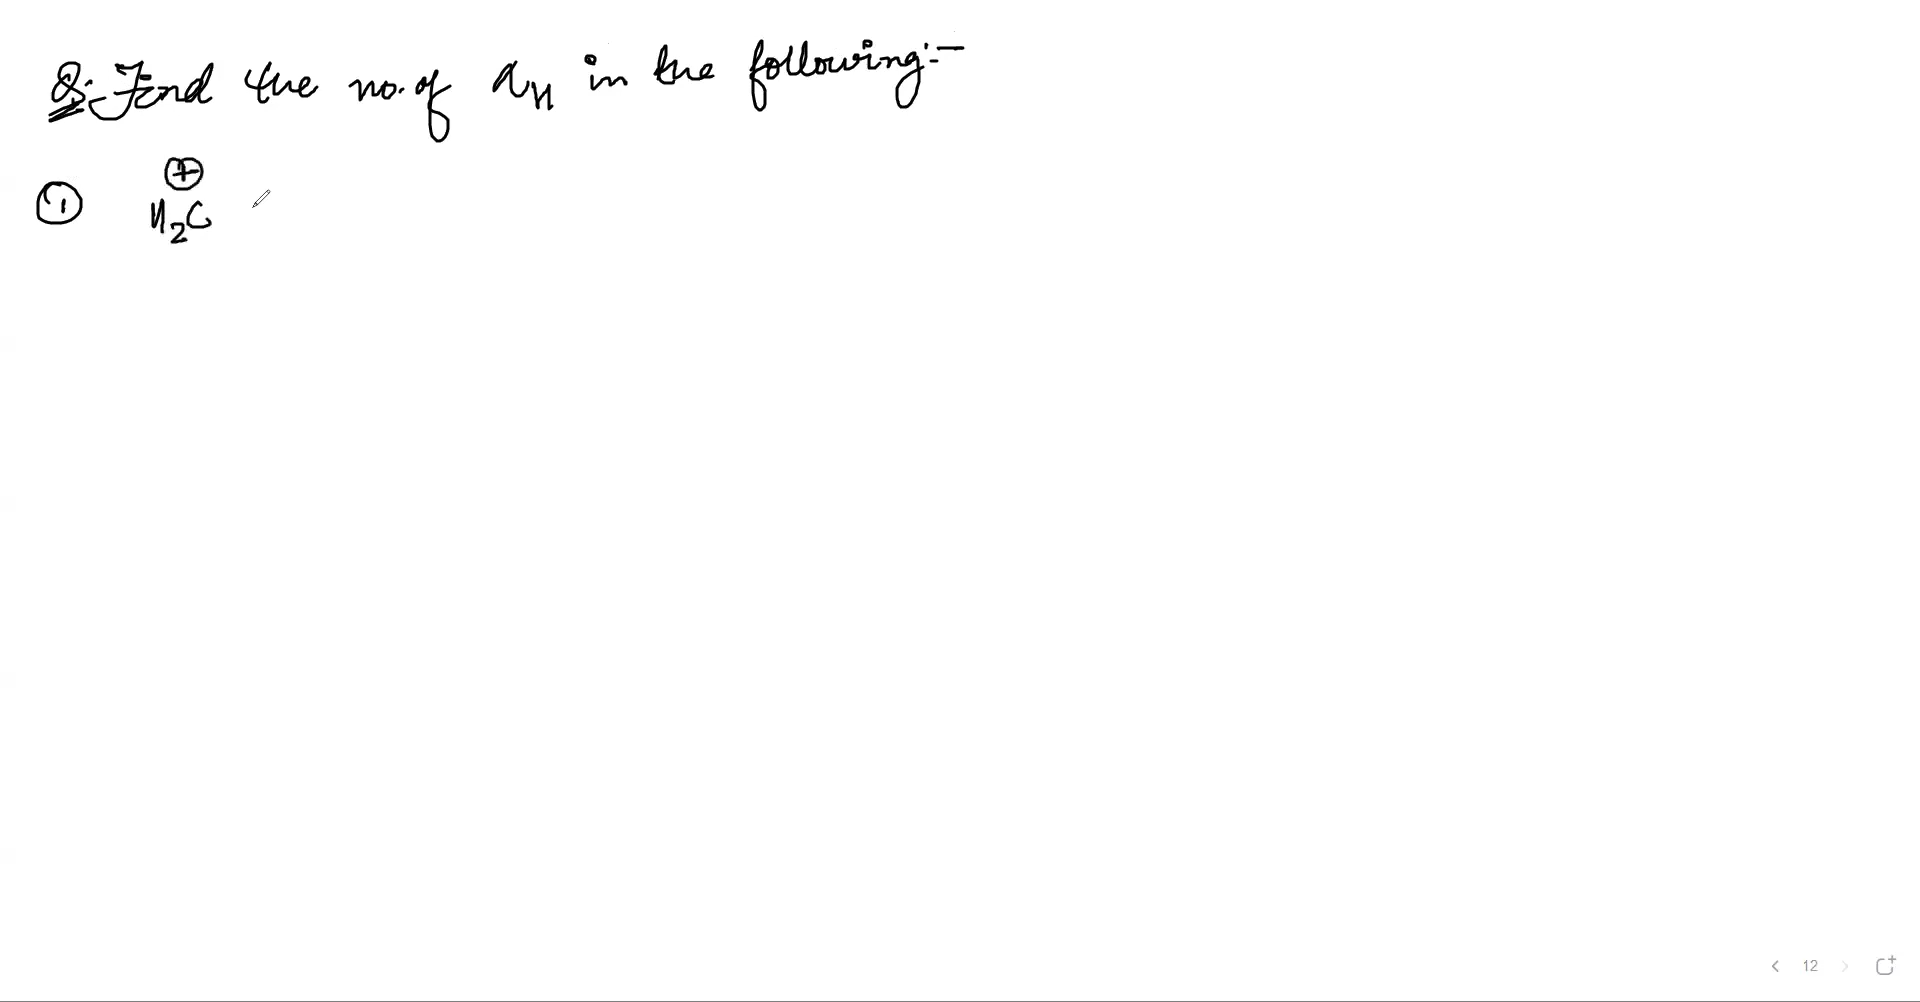 Q:- Find the no. of αH in the following:-
① H₂C⊕
12